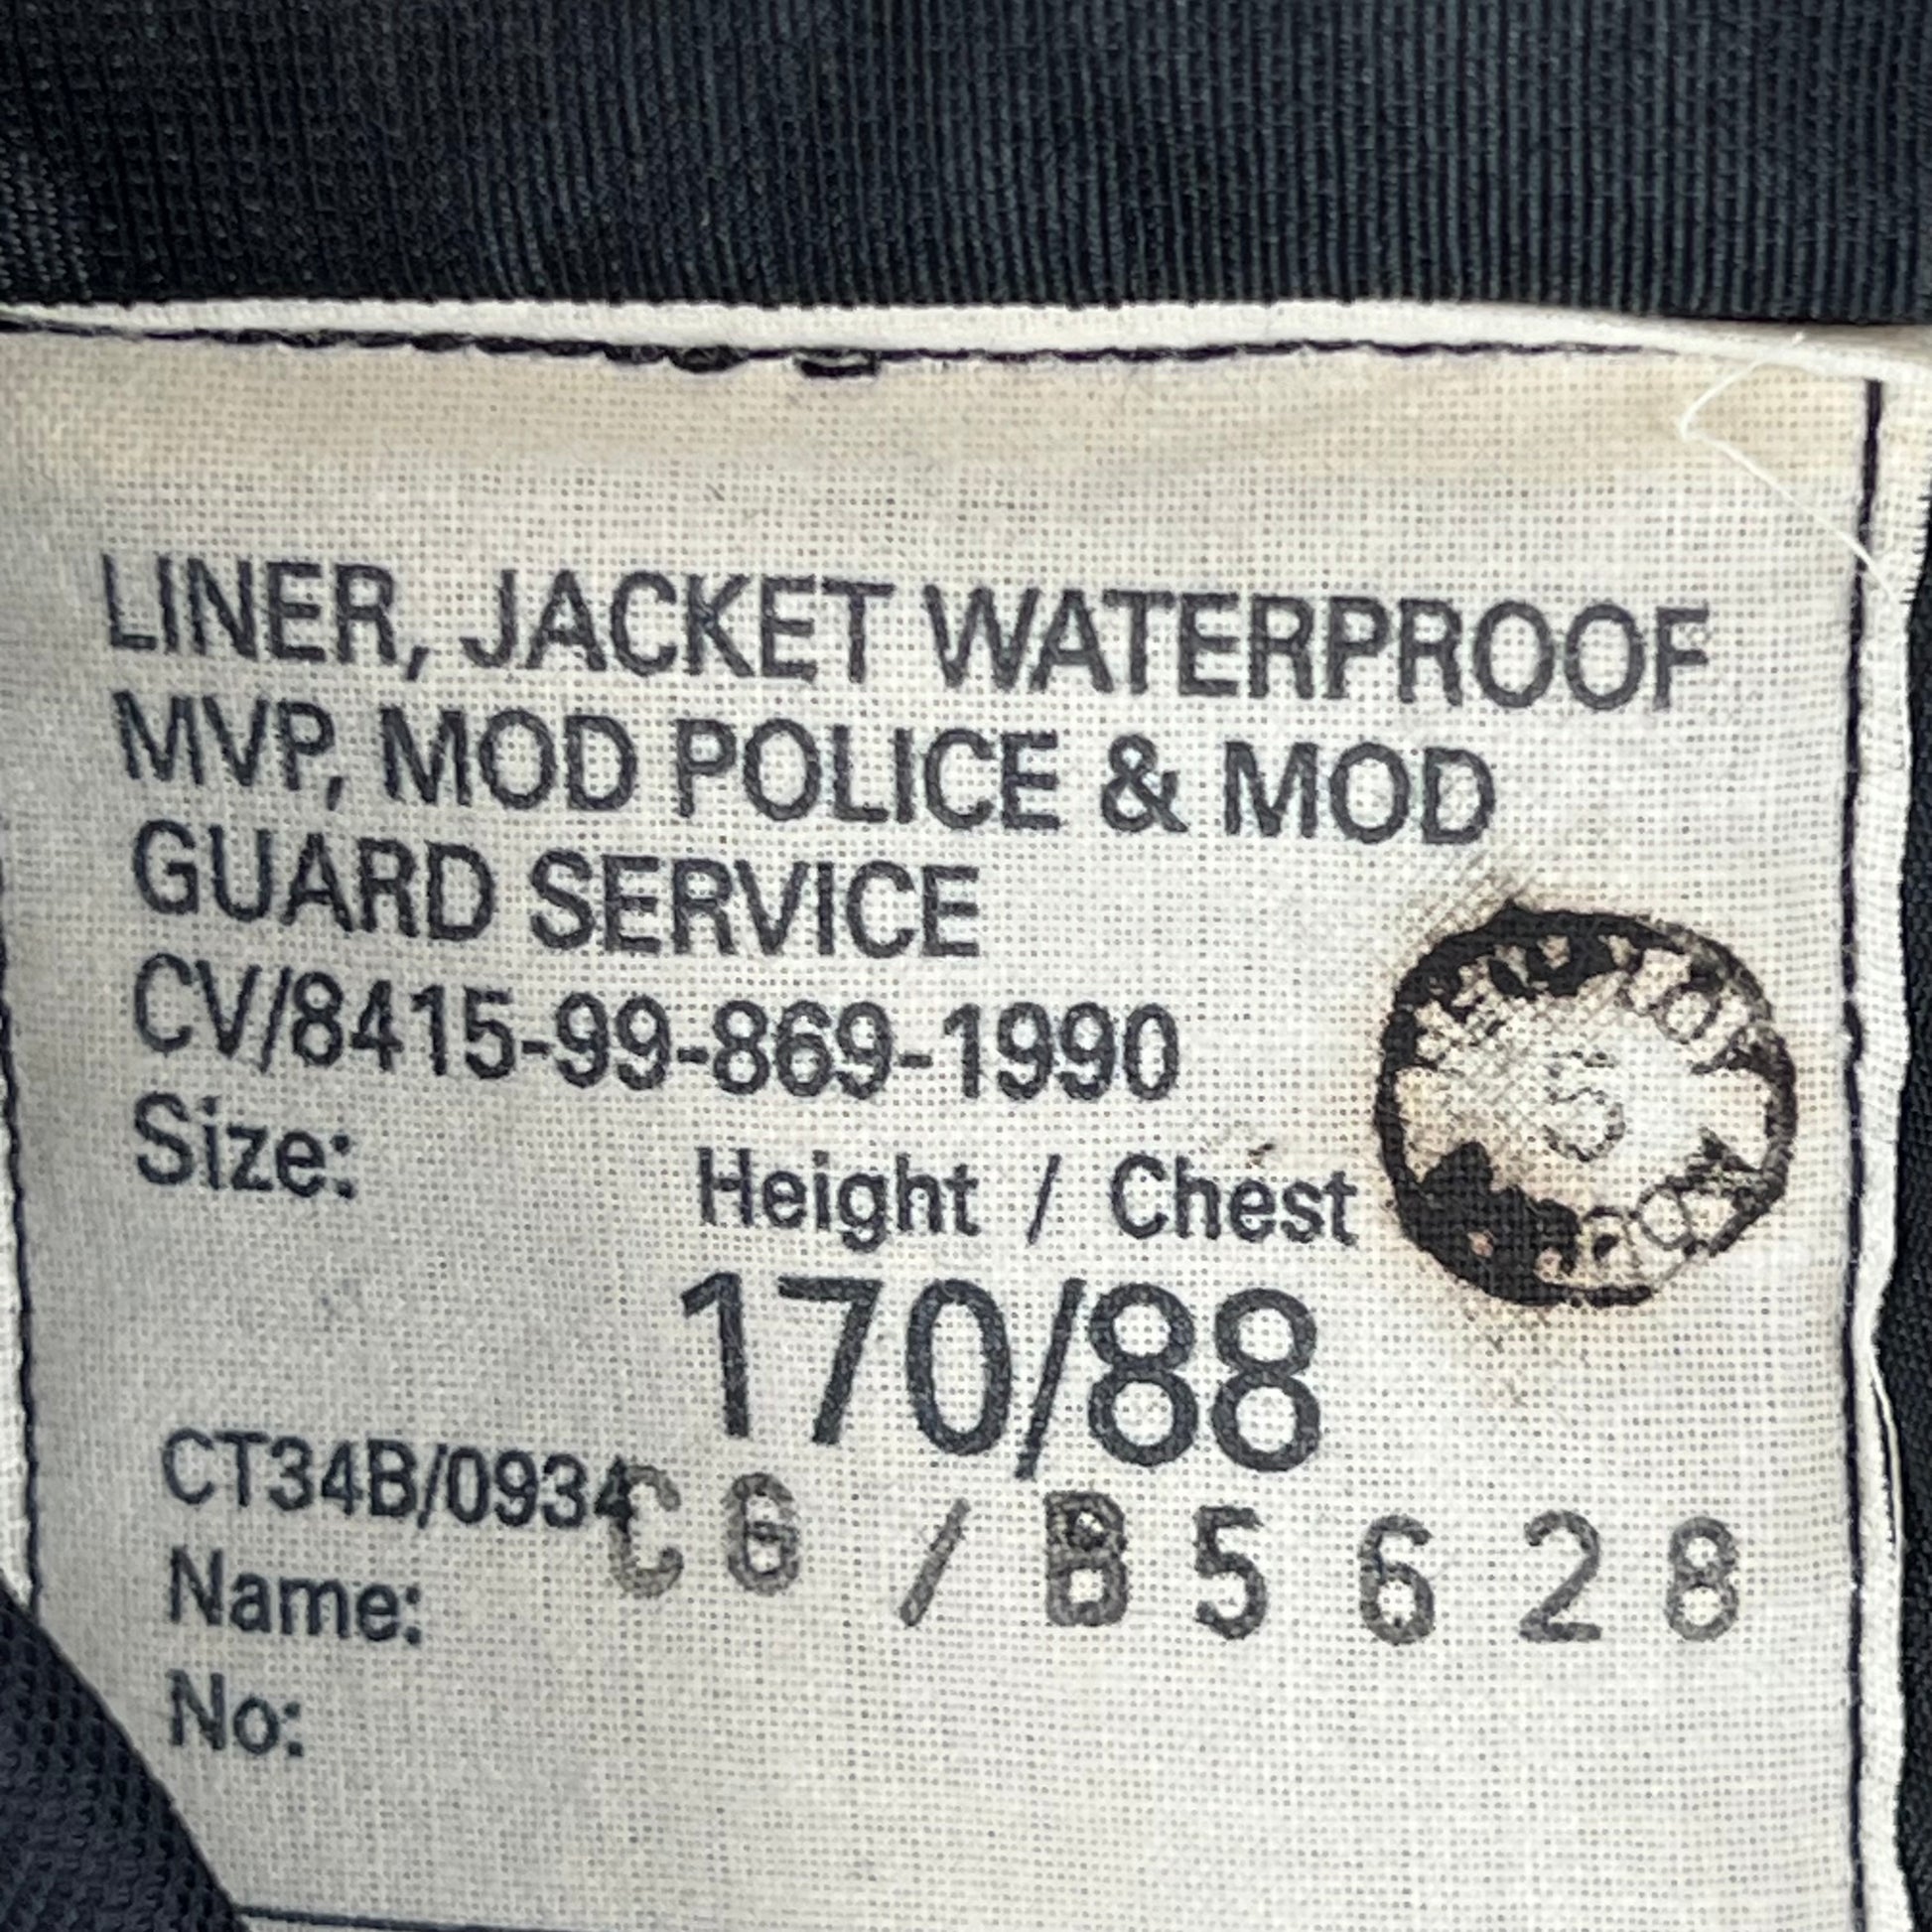 LINER, JACKET WATERPROOF
MVP, MOD POLICE & MOD
GUARD SERVICE
CV/8415-99-869-1990
Size:
Height / Chest
170/88
S
CT34B/0934
C6 / B5628
Name:
No: